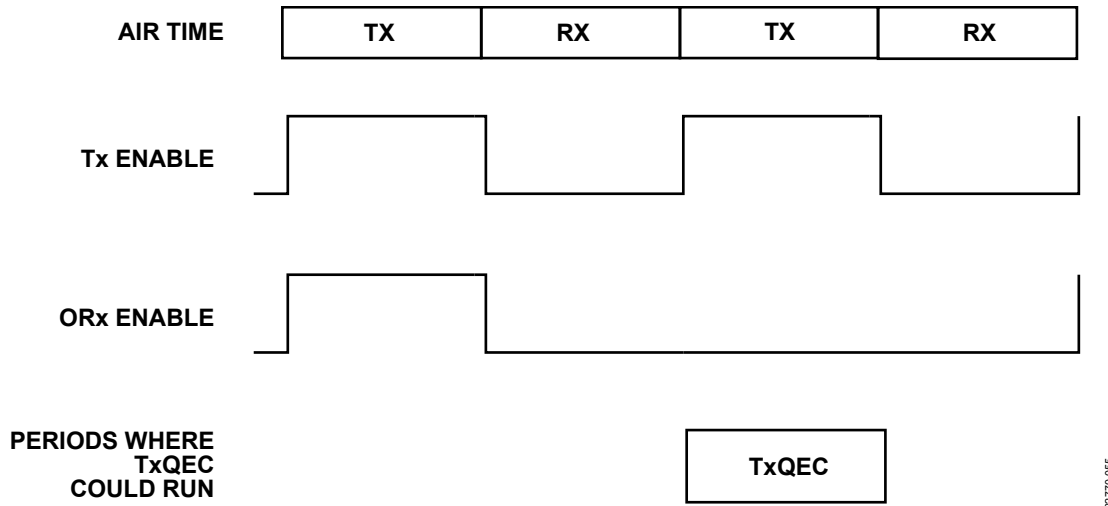 AIR TIME
TX
RX
TX
RX
Tx ENABLE
ORx ENABLE
PERIODS WHERE
TxQEC
COULD RUN
TxQEC